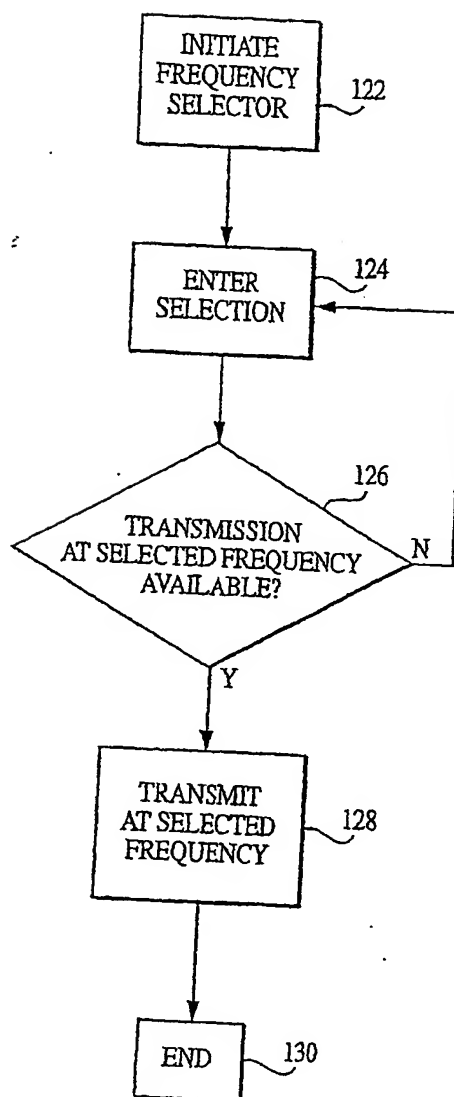 INITIATE
FREQUENCY
SELECTOR
122
ENTER
SELECTION
124
126
TRANSMISSION
AT SELECTED FREQUENCY
AVAILABLE?
N
Y
TRANSMIT
AT SELECTED
FREQUENCY
128
END
130